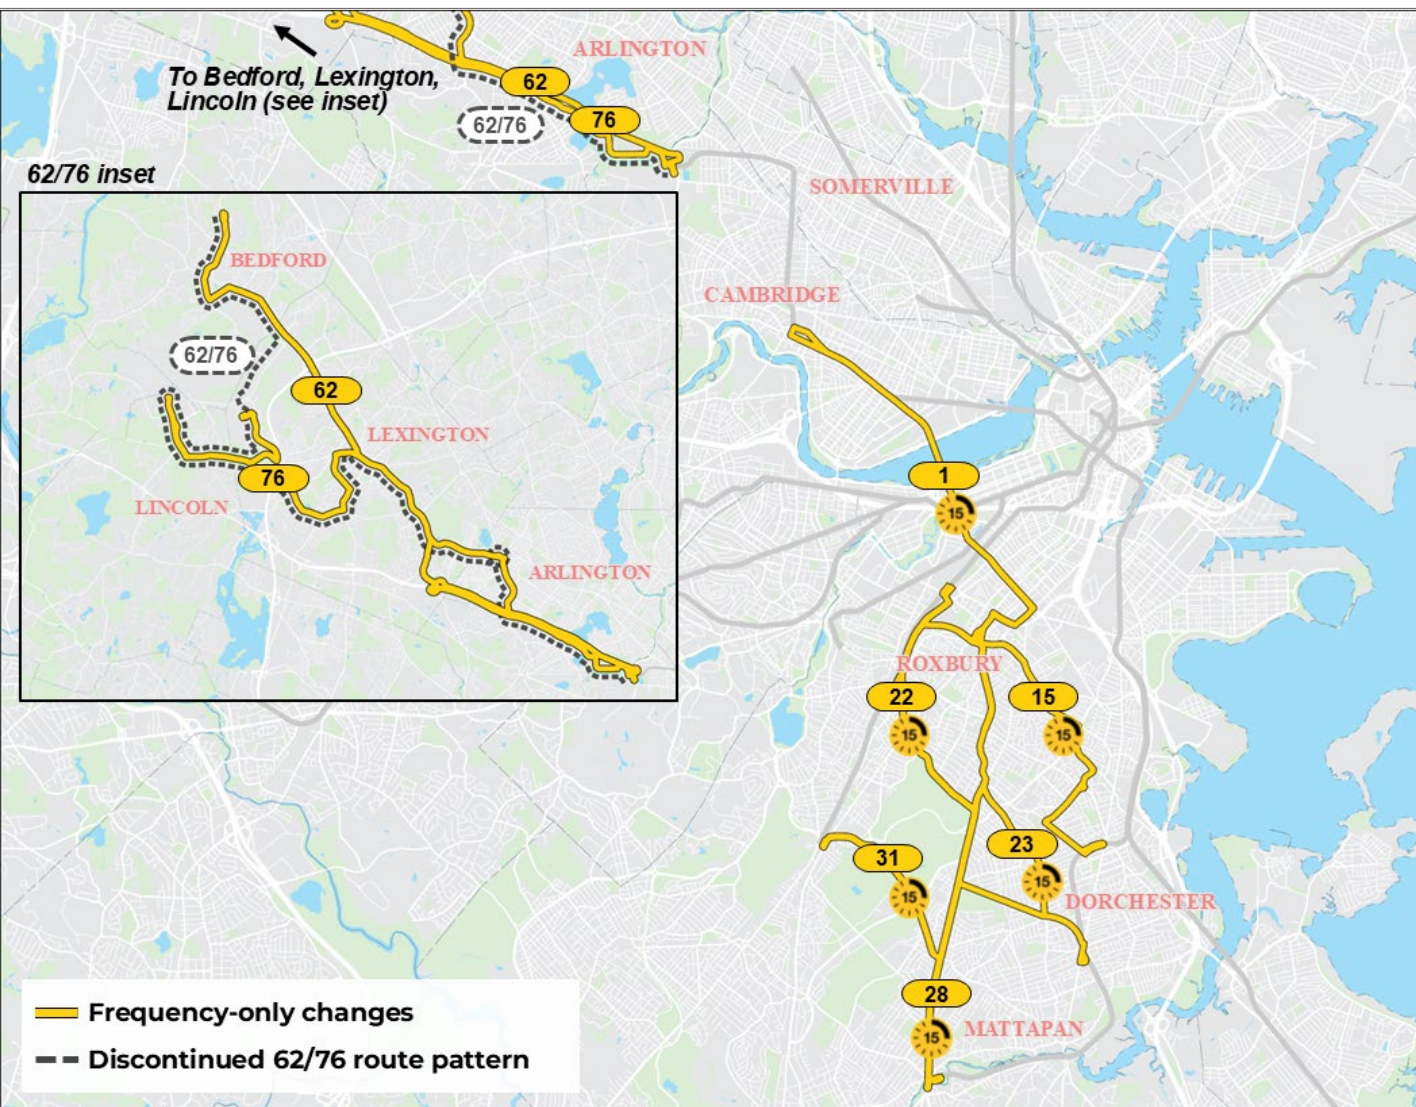 ARLINGTON
To Bedford, Lexington,
Lincoln (see inset)
62
62/76
76
62/76 inset
SOMERVILLE
BEDFORD
CAMBRIDGE
62/76
62
LEXINGTON
76
LINCOLN
ARLINGTON
1
15
ROXBURY
22
15
15
15
31
23
15
15
DORCHESTER
28
15
MATTAPAN
Frequency-only changes
Discontinued 62/76 route pattern